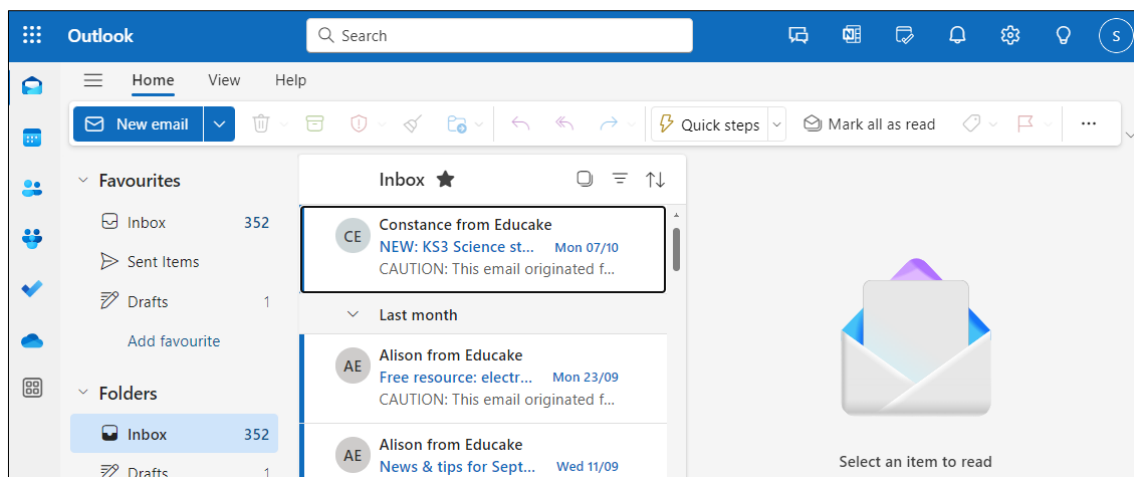 Outlook
Search
S
Home View Help
New email
Quick steps
Mark all as read
...
Favourites
Inbox 352
Sent Items
Drafts 1
Add favourite
Folders
Inbox 352
Drafts 1
Inbox
CE
Constance from Educake
NEW: KS3 Science st... Mon 07/10
CAUTION: This email originated f...
Last month
AE
Alison from Educake
Free resource: electr... Mon 23/09
CAUTION: This email originated f...
AE
Alison from Educake
News & tips for Sept... Wed 11/09
Select an item to read